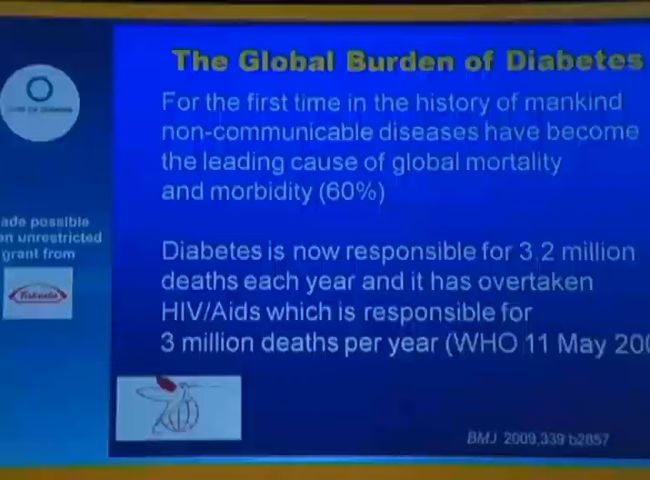 The Global Burden of Diabetes
For the first time in the history of mankind
non-communicable diseases have become
the leading cause of global mortality
and morbidity (60%)
Diabetes is now responsible for 3.2 million
deaths each year and it has overtaken
HIV/Aids which is responsible for
3 million deaths per year (WHO 11 May 200
ade possible
an unrestricted
grant from
Takeda
BMJ 2009,339 b2857